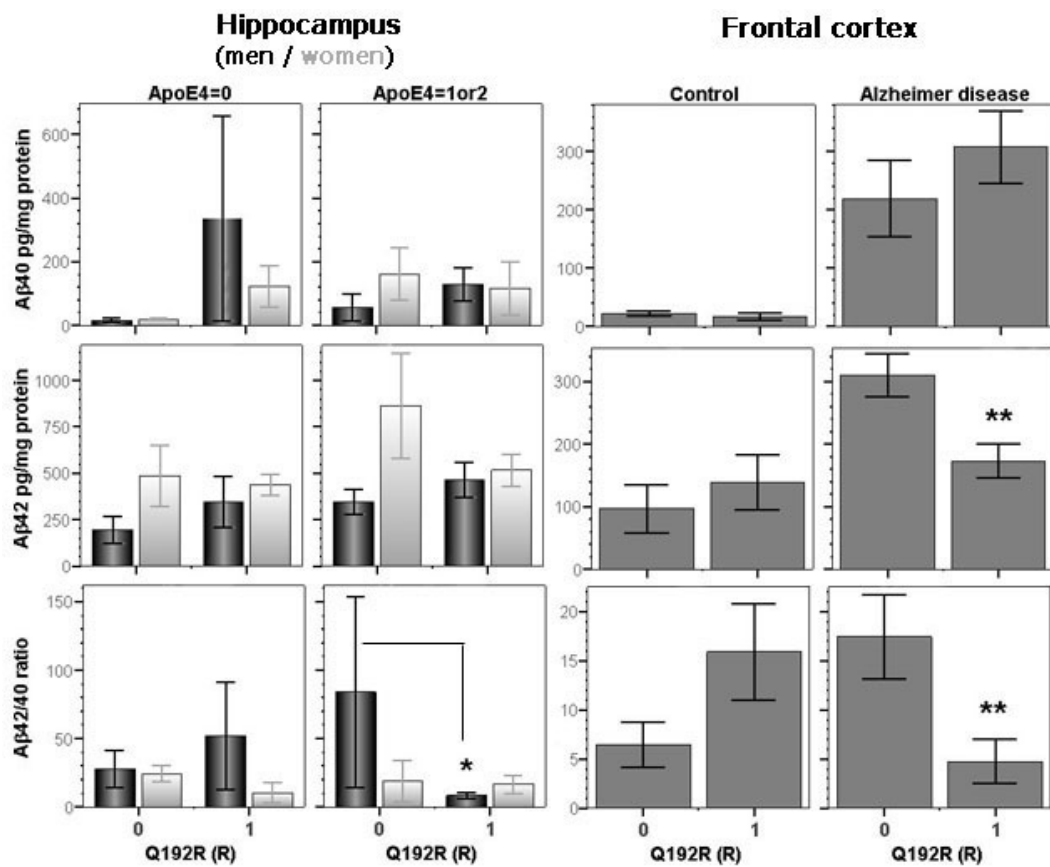 Hippocampus
(men / women)
Frontal cortex
ApoE4=0
ApoE4=1or2
Control
Alzheimer disease
Aβ40 pg/mg protein
600
400
200
0
300
200
100
0
Aβ42 pg/mg protein
1000
750
500
250
0
300
200
100
0
**
Aβ42/40 ratio
150
100
50
0
*
20
15
10
5
0
**
0 1 0 1 0 1 0 1
Q192R (R) Q192R (R) Q192R (R) Q192R (R)